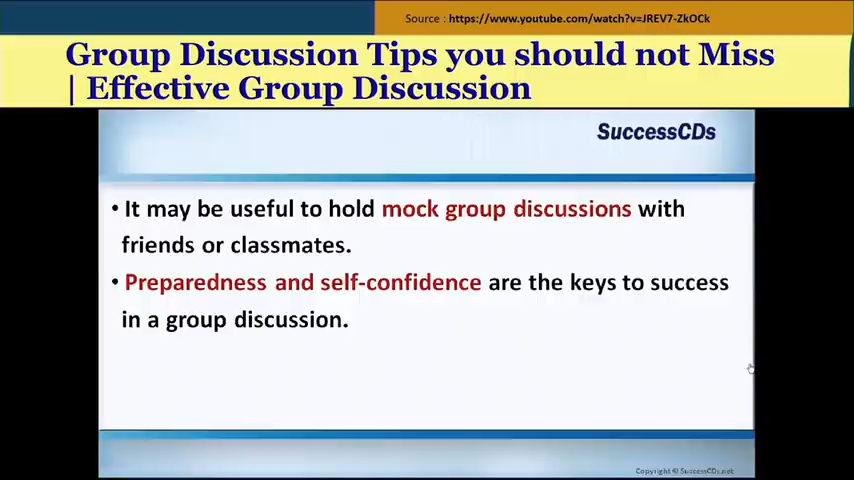 Source : https://www.youtube.com/watch?v=JREV7-ZkOCk
Group Discussion Tips you should not Miss
| Effective Group Discussion
SuccessCDs
• It may be useful to hold mock group discussions with
friends or classmates.
• Preparedness and self-confidence are the keys to success
in a group discussion.
Copyright © SuccessCDs.net